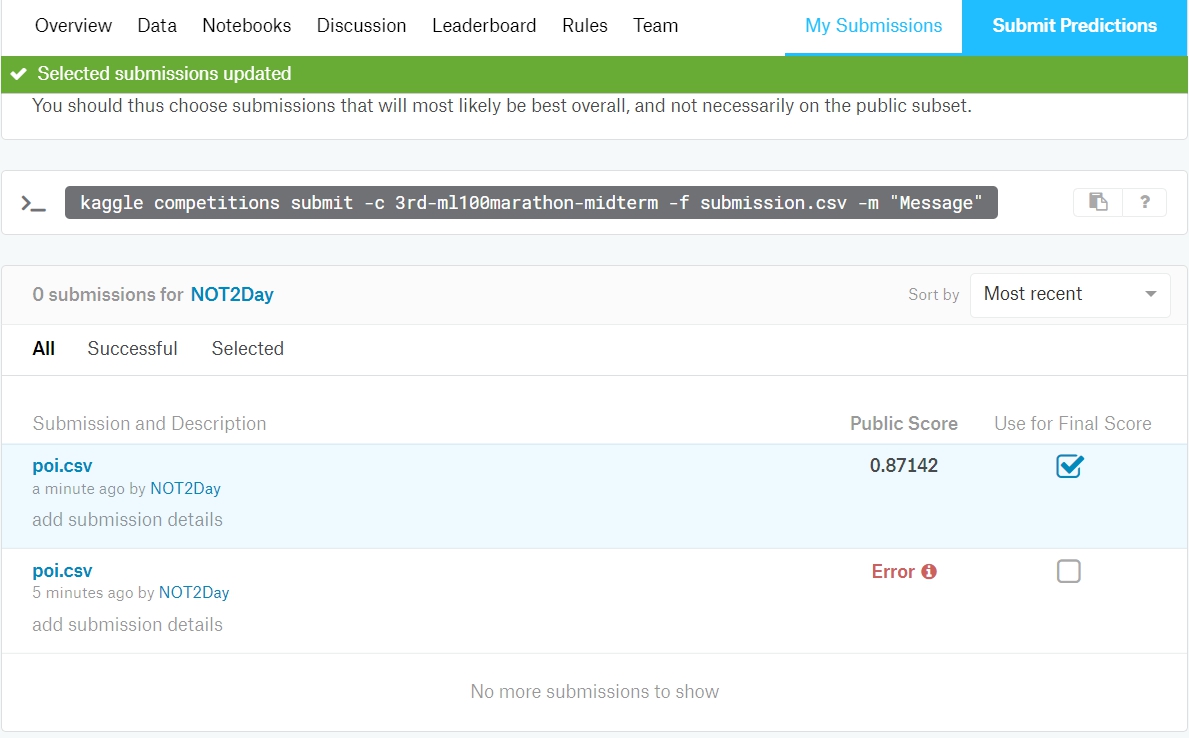 Overview Data Notebooks Discussion Leaderboard Rules Team My Submissions Submit Predictions
Selected submissions updated
You should thus choose submissions that will most likely be best overall, and not necessarily on the public subset.
>_ kaggle competitions submit -c 3rd-ml100marathon-midterm -f submission.csv -m "Message" ?
0 submissions for NOT2Day Sort by Most recent
All Successful Selected
Submission and Description Public Score Use for Final Score
poi.csv 0.87142
a minute ago by NOT2Day
add submission details
poi.csv Error
5 minutes ago by NOT2Day
add submission details
No more submissions to show